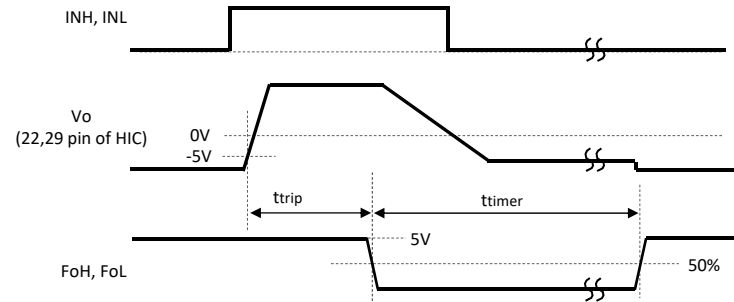 INH, INL
Vo
(22,29 pin of HIC)
0V
-5V
ttrip
ttimer
5V
FoH, FoL
50%